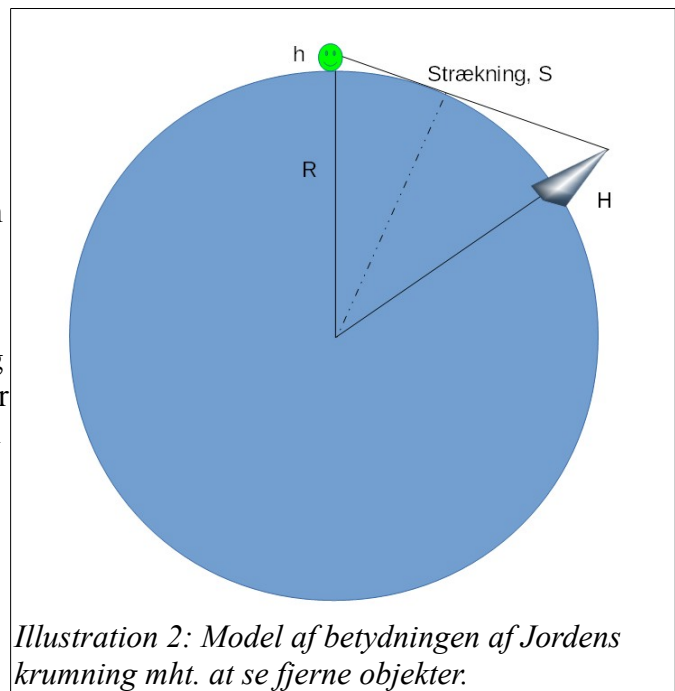 h
Strækning, S
R
H
g
r
Illustration 2: Model af betydningen af Jordens
krumning mht. at se fjerne objekter.